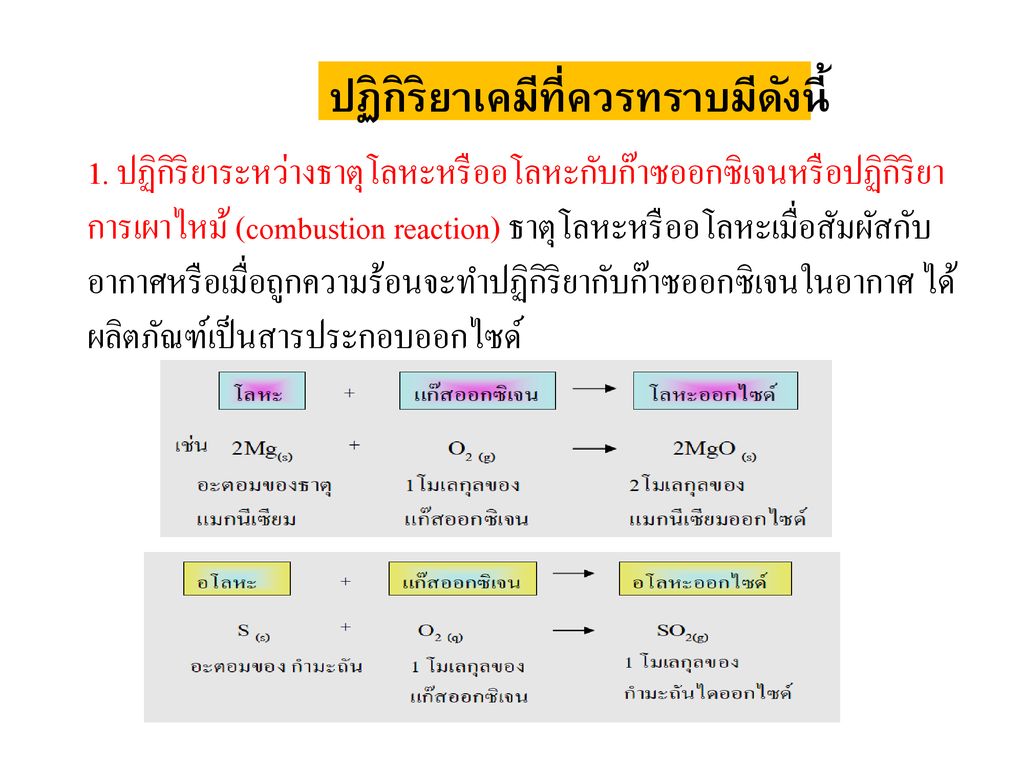 ปฏิกิริยาเคมีที่ควรทราบมีดังนี้
1. ปฏิกิริยาระหว่างธาตุโลหะหรืออโลหะกับก๊าซออกซิเจนหรือปฏิกิริยา
การเผาไหม้ (combustion reaction) ธาตุโลหะหรืออโลหะเมื่อสัมผัสกับ
อากาศหรือเมื่อถูกความร้อนจะทำปฏิกิริยากับก๊าซออกซิเจนในอากาศ ได้
ผลิตภัณฑ์เป็นสารประกอบออกไซด์
โลหะ + แก๊สออกซิเจน → โลหะออกไซด์
เช่น 2Mg(s) + O2 (g) → 2MgO (s)
อะตอมของธาตุ 1โมเลกุลของ 2โมเลกุลของ
แมกนีเซียม แก๊สออกซิเจน แมกนีเซียมออกไซด์
อโลหะ + แก๊สออกซิเจน → อโลหะออกไซด์
S (s) + O2 (q) → SO2(g)
อะตอมของ กำมะถัน 1 โมเลกุลของ 1 โมเลกุลของ
แก๊สออกซิเจน กำมะถันไดออกไซด์